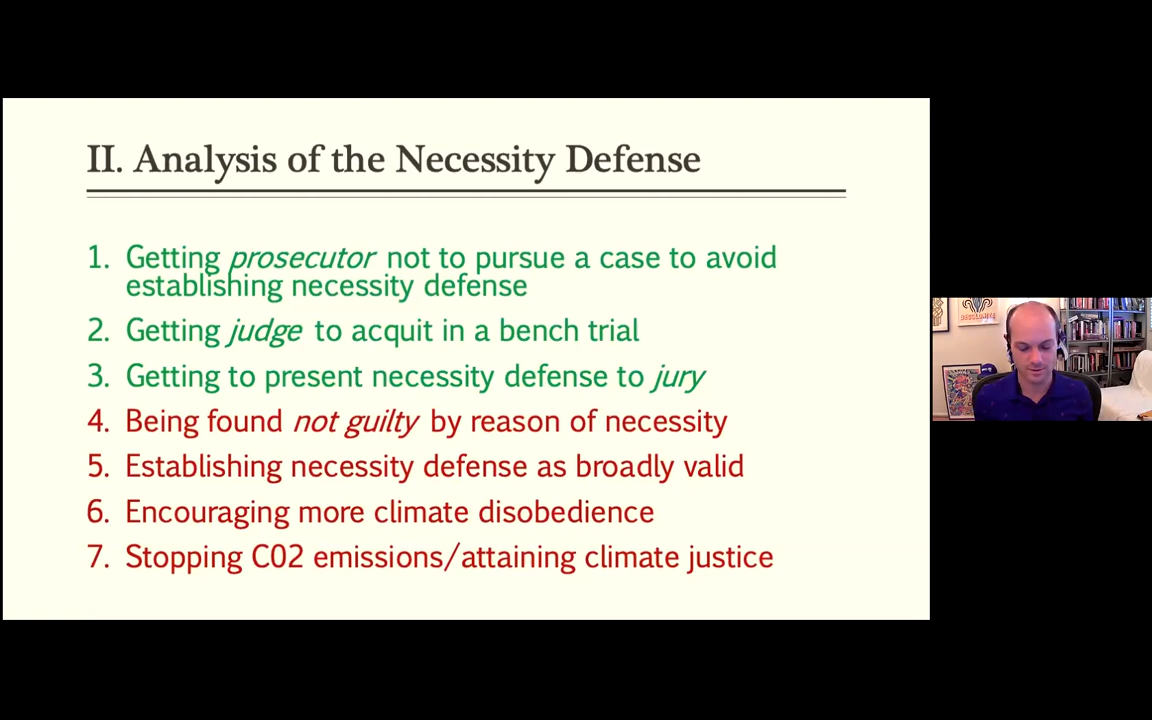 II. Analysis of the Necessity Defense
1. Getting prosecutor not to pursue a case to avoid
establishing necessity defense
2. Getting judge to acquit in a bench trial
3. Getting to present necessity defense to jury
4. Being found not guilty by reason of necessity
5. Establishing necessity defense as broadly valid
6. Encouraging more climate disobedience
7. Stopping C02 emissions/attaining climate justice